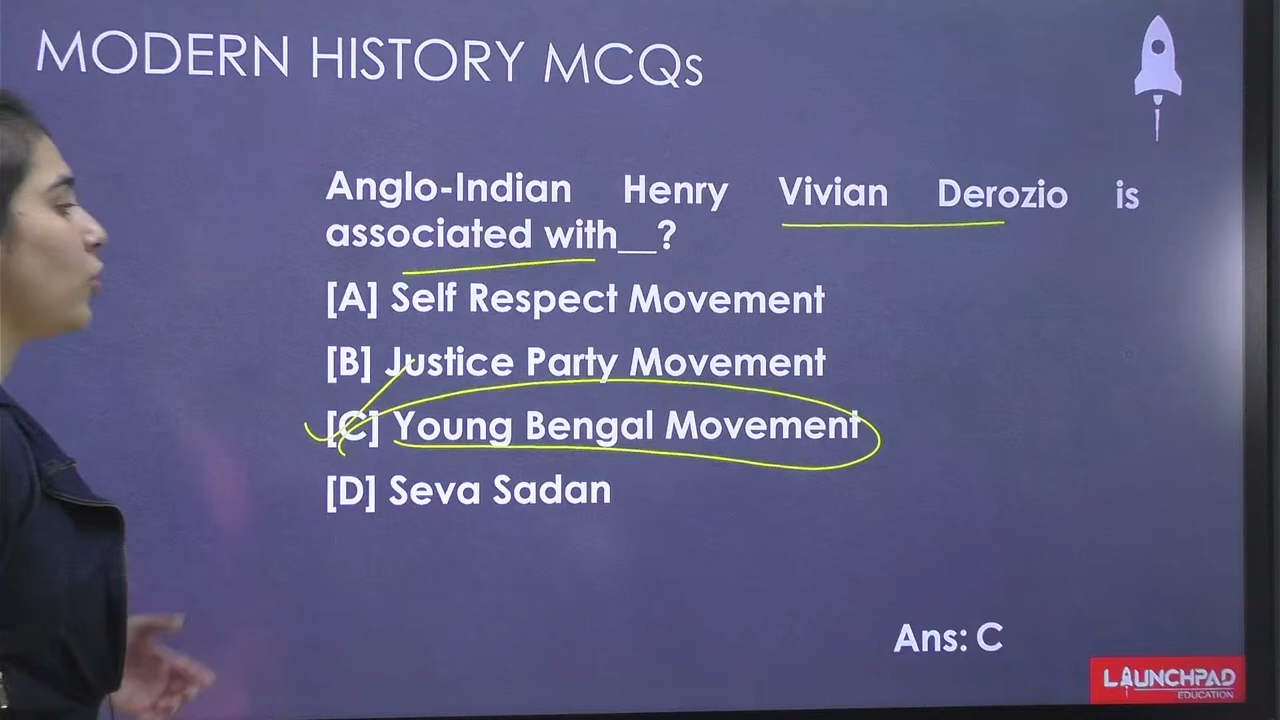 MODERN HISTORY MCQs
Anglo-Indian Henry Vivian Derozio is
associated with__?
[A] Self Respect Movement
[B] Justice Party Movement
[C] Young Bengal Movement
[D] Seva Sadan
Ans: C
LAUNCHPAD
EDUCATION